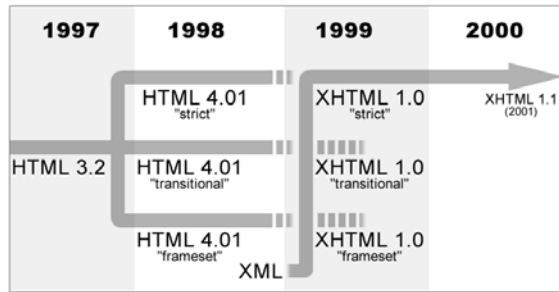 1997 1998 1999 2000
HTML 4.01 XHTML 1.0 XHTML 1.1
"strict" "strict" (2001)
HTML 3.2 HTML 4.01 XHTML 1.0
"transitional" "transitional"
HTML 4.01 XHTML 1.0
"frameset" "frameset"
XML